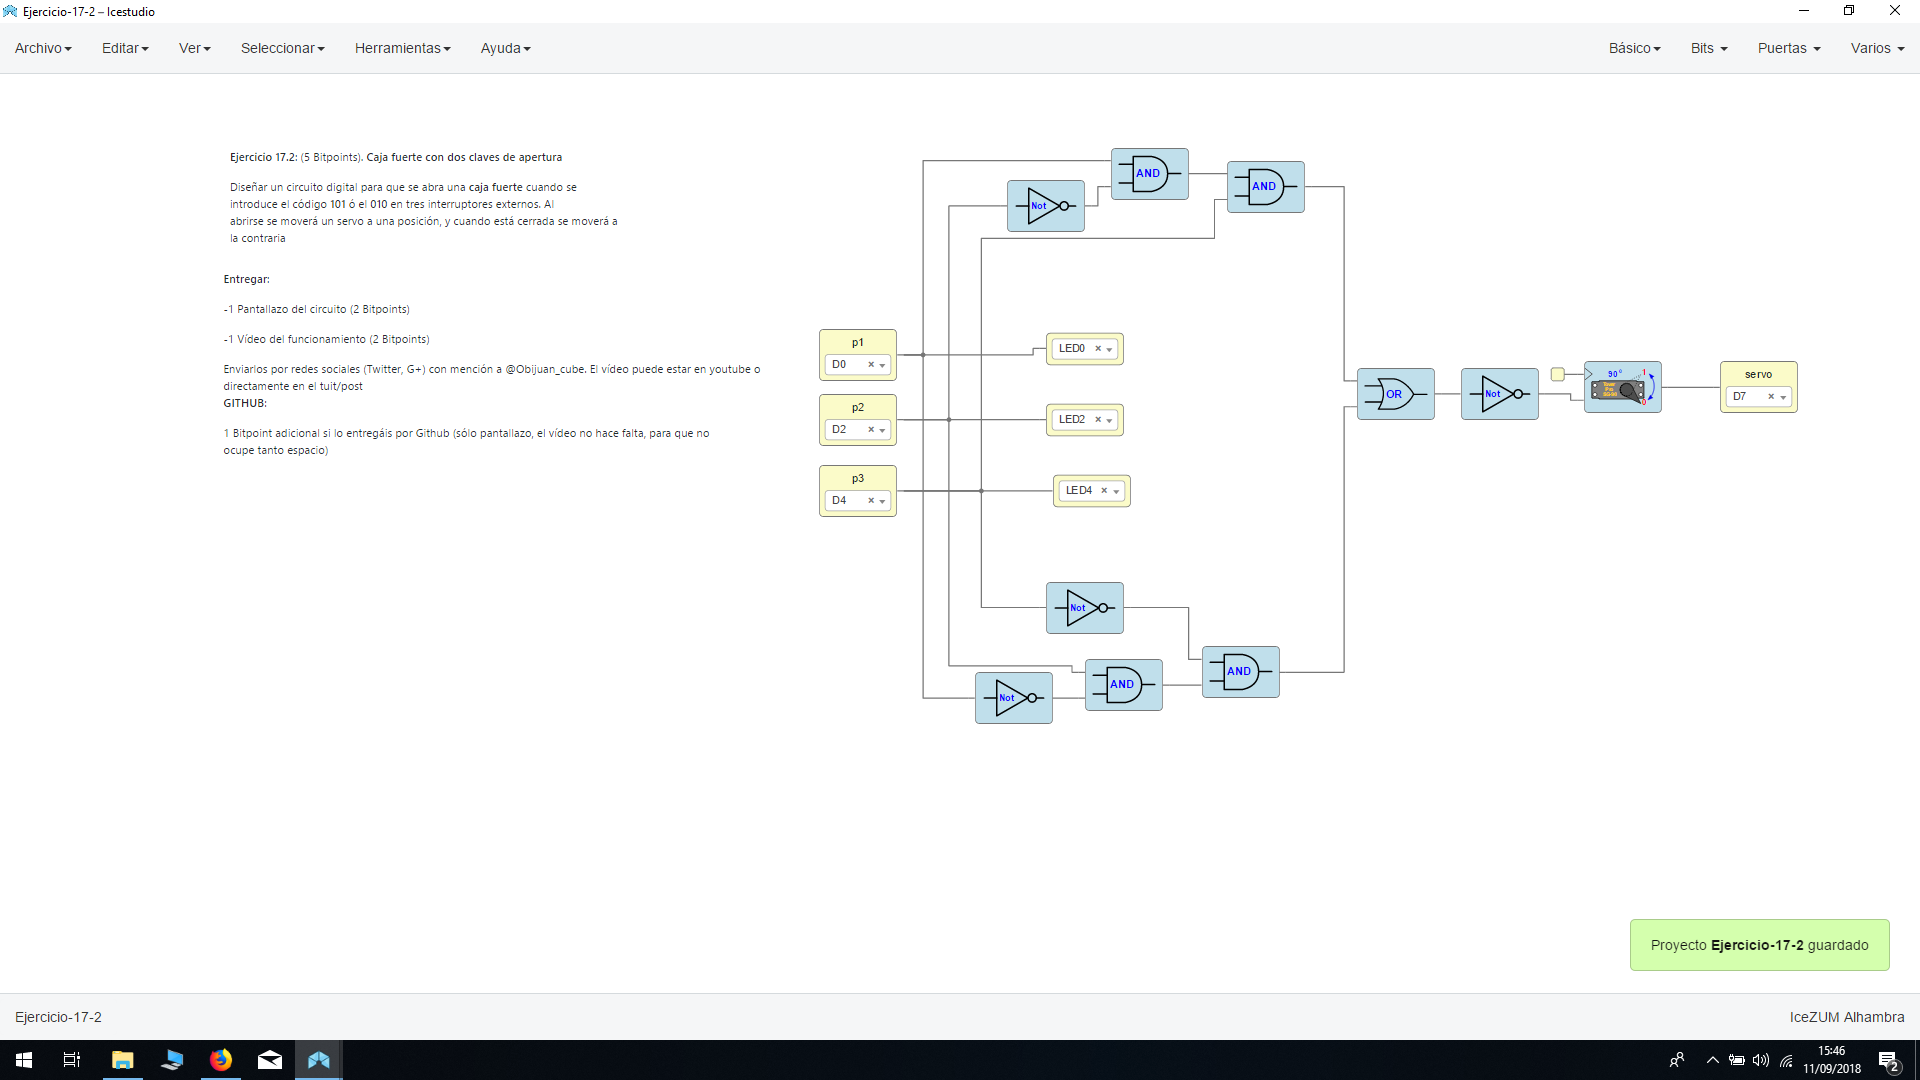 Ejercicio-17-2 – Icestudio
Archivo Editar Ver Seleccionar Herramientas Ayuda Básico Bits Puertas Varios
Ejercicio 17.2: (5 Bitpoints). Caja fuerte con dos claves de apertura
Diseñar un circuito digital para que se abra una caja fuerte cuando se
introduce el código 101 ó el 010 en tres interruptores externos. Al
abrirse se moverá un servo a una posición, y cuando está cerrada se moverá a
la contraria
Entregar:
-1 Pantallazo del circuito (2 Bitpoints)
-1 Vídeo del funcionamiento (2 Bitpoints)
Enviarlos por redes sociales (Twitter, G+) con mención a @Obijuan_cube. El vídeo puede estar en youtube o
directamente en el tuit/post
GITHUB:
1 Bitpoint adicional si lo entregáis por Github (sólo pantallazo, el vídeo no hace falta, para que no
ocupe tanto espacio)
AND
AND
Not
p1
D0
LED0
p2
D2
LED2
p3
D4
LED4
OR
Not
90°
1
0
servo
D7
Not
AND
AND
Not
Proyecto Ejercicio-17-2 guardado
Ejercicio-17-2
IceZUM Alhambra
15:46
11/09/2018
2